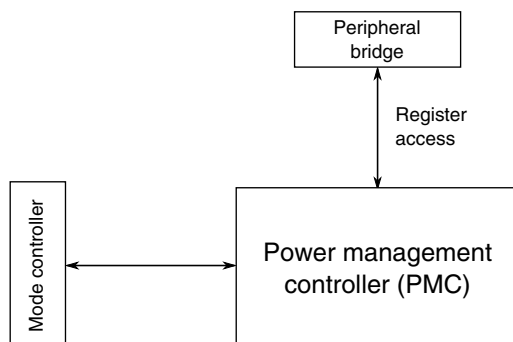 Peripheral
bridge
Register
access
Mode controller
Power management
controller (PMC)